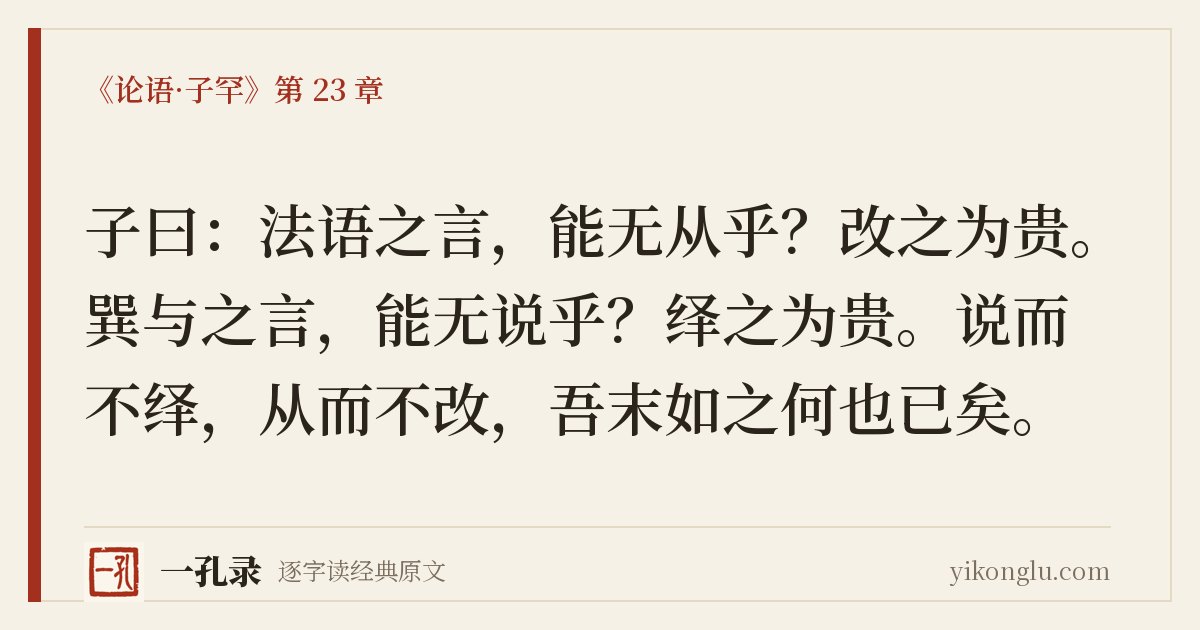 《论语·子罕》第 23 章
子曰：法语之言，能无从乎？改之为贵。
巽与之言，能无说乎？绎之为贵。说而
不绎，从而不改，吾末如之何也已矣。
一孔
一孔录 逐字读经典原文 yikonglu.com